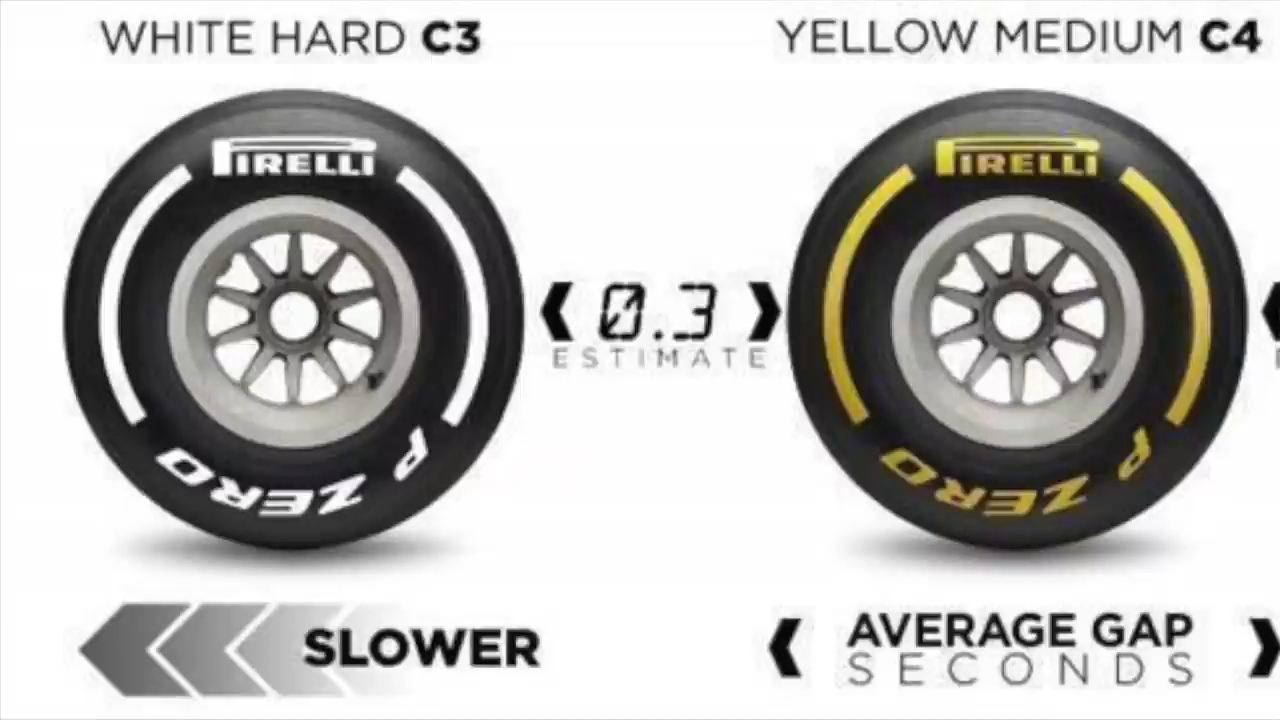 WHITE HARD C3
YELLOW MEDIUM C4
PIRELLI
PIRELLI
0.3
ESTIMATE
P ZERO
P ZERO
SLOWER
AVERAGE GAP
SECONDS